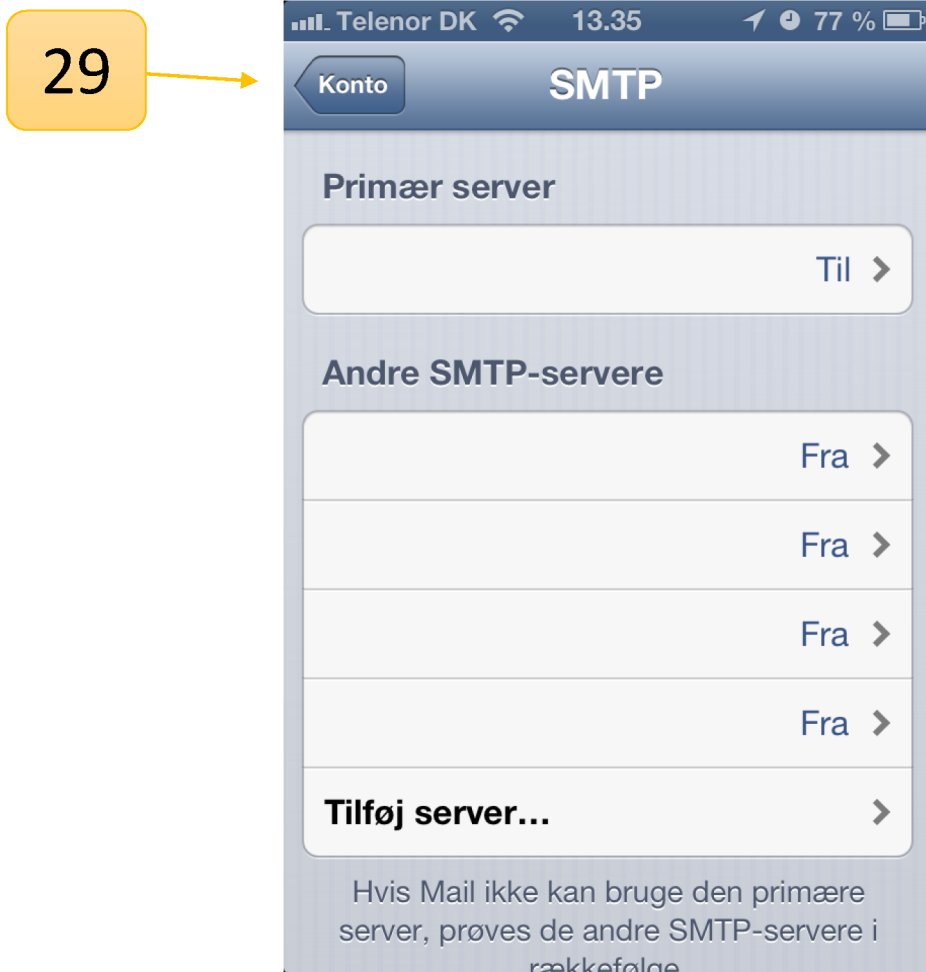 29
Telenor DK 13.35 77 %
Konto SMTP
Primær server
Til
Andre SMTP-servere
Fra
Fra
Fra
Fra
Tilføj server...
Hvis Mail ikke kan bruge den primære
server, prøves de andre SMTP-servere i
rækkefølge